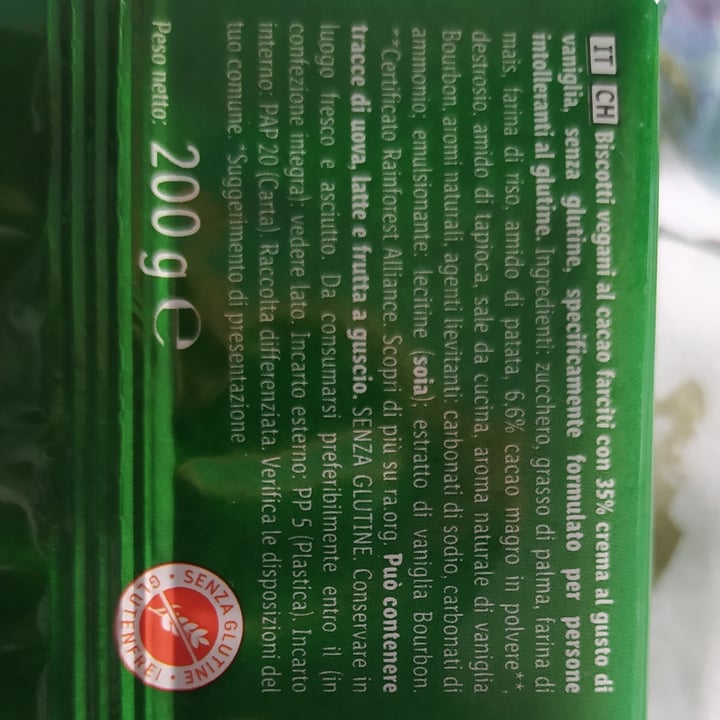 IT CH Biscotti vegani al cacao farciti con 35% crema al gusto di
vaniglia, senza glutine, specificamente formulato per persone
intolleranti al glutine. Ingredienti: zucchero, grasso di palma, farina di
mais, farina di riso, amido di patata, 6,6% cacao magro in polvere**,
destrosio, amido di tapioca, sale da cucina, aroma naturale di vaniglia
Bourbon, aromi naturali, agenti lievitanti: carbonati di sodio, carbonati di
ammonio; emulsionante: lecitine (soia); estratto di vaniglia Bourbon.
**Certificato Rainforest Alliance. Scopri di più su ra.org. Può contenere
tracce di uova, latte e frutta a guscio. SENZA GLUTINE. Conservare in
luogo fresco e asciutto. Da consumarsi preferibilmente entro il (in
confezione integra): vedere lato. Incarto esterno: PP 5 (Plastica). Incarto
interno: PAP 20 (Carta). Raccolta differenziata. Verifica le disposizioni del
tuo comune. *Suggerimento di presentazione
Peso netto: 200 g e
SENZA GLUTINE · GLUTENFREI ·